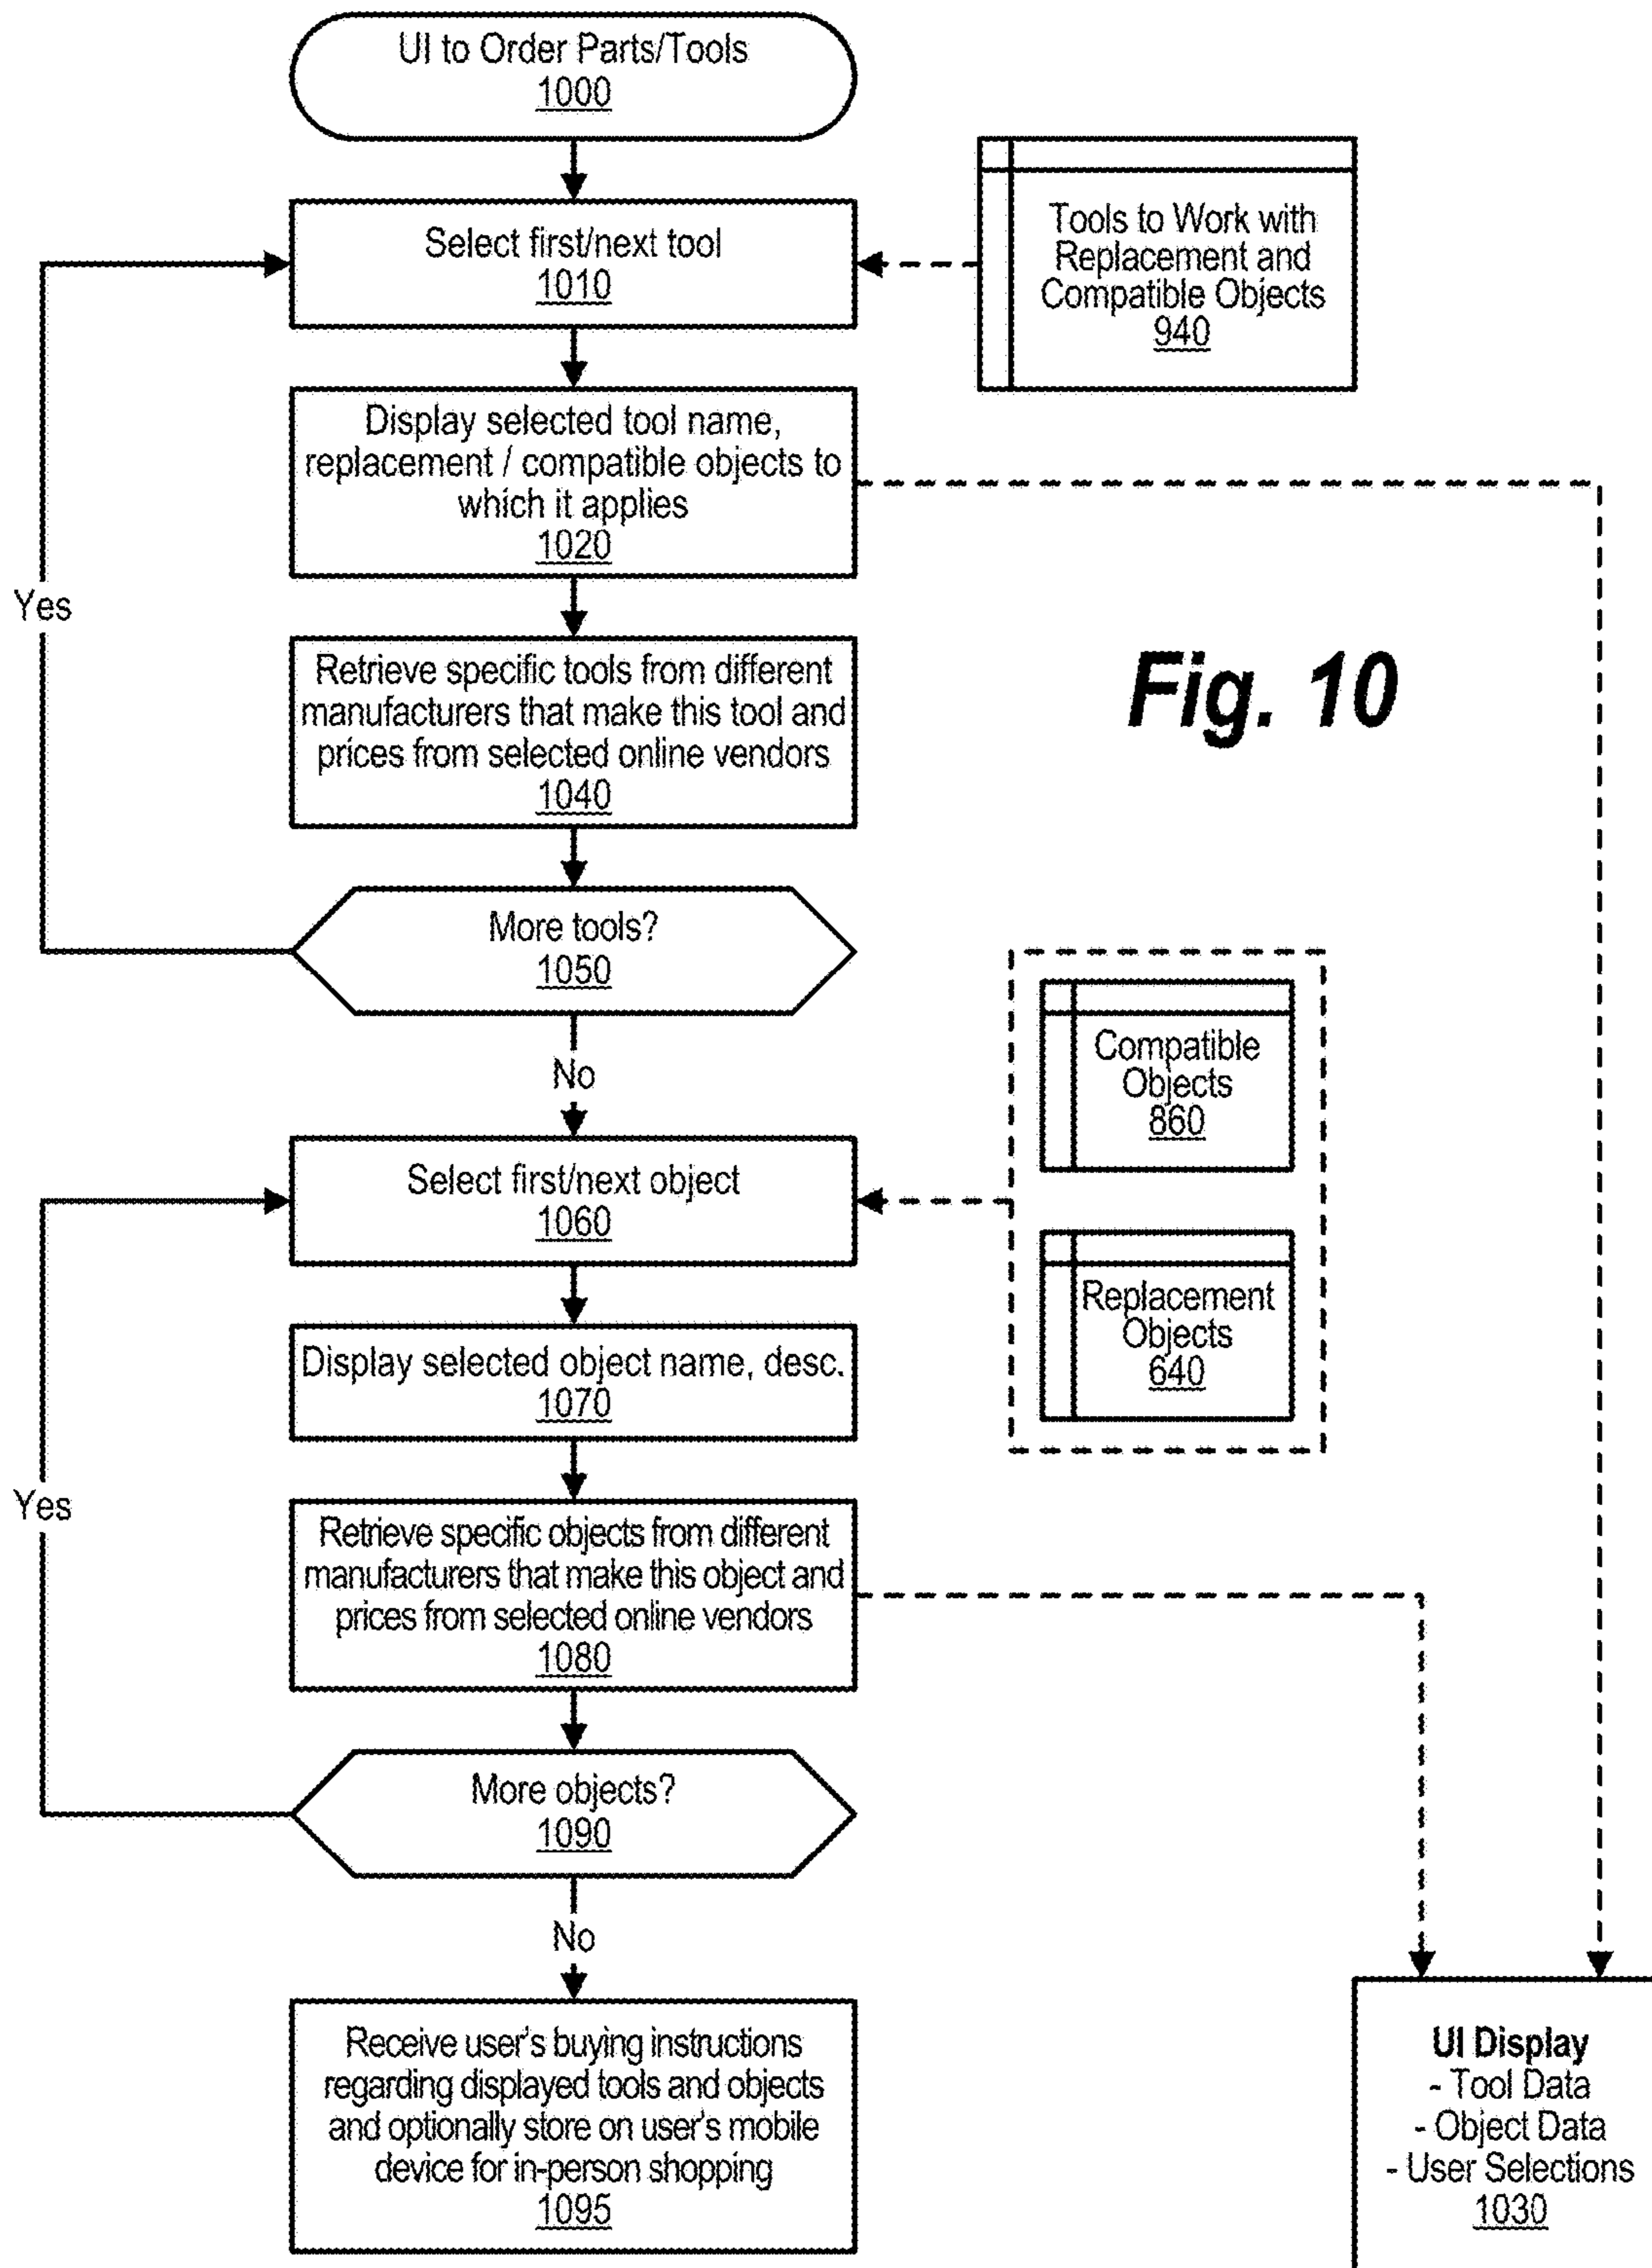 UI to Order Parts/Tools
1000
Select first/next tool
1010
Tools to Work with
Replacement and
Compatible Objects
940
Display selected tool name,
replacement / compatible objects to
which it applies
1020
Yes
Retrieve specific tools from different
manufacturers that make this tool and
prices from selected online vendors
1040
Fig. 10
More tools?
1050
No
Compatible
Objects
860
Select first/next object
1060
Replacement
Objects
640
Display selected object name, desc.
1070
Yes
Retrieve specific objects from different
manufacturers that make this object and
prices from selected online vendors
1080
More objects?
1090
No
Receive user's buying instructions
regarding displayed tools and objects
and optionally store on user's mobile
device for in-person shopping
1095
UI Display
- Tool Data
- Object Data
- User Selections
1030